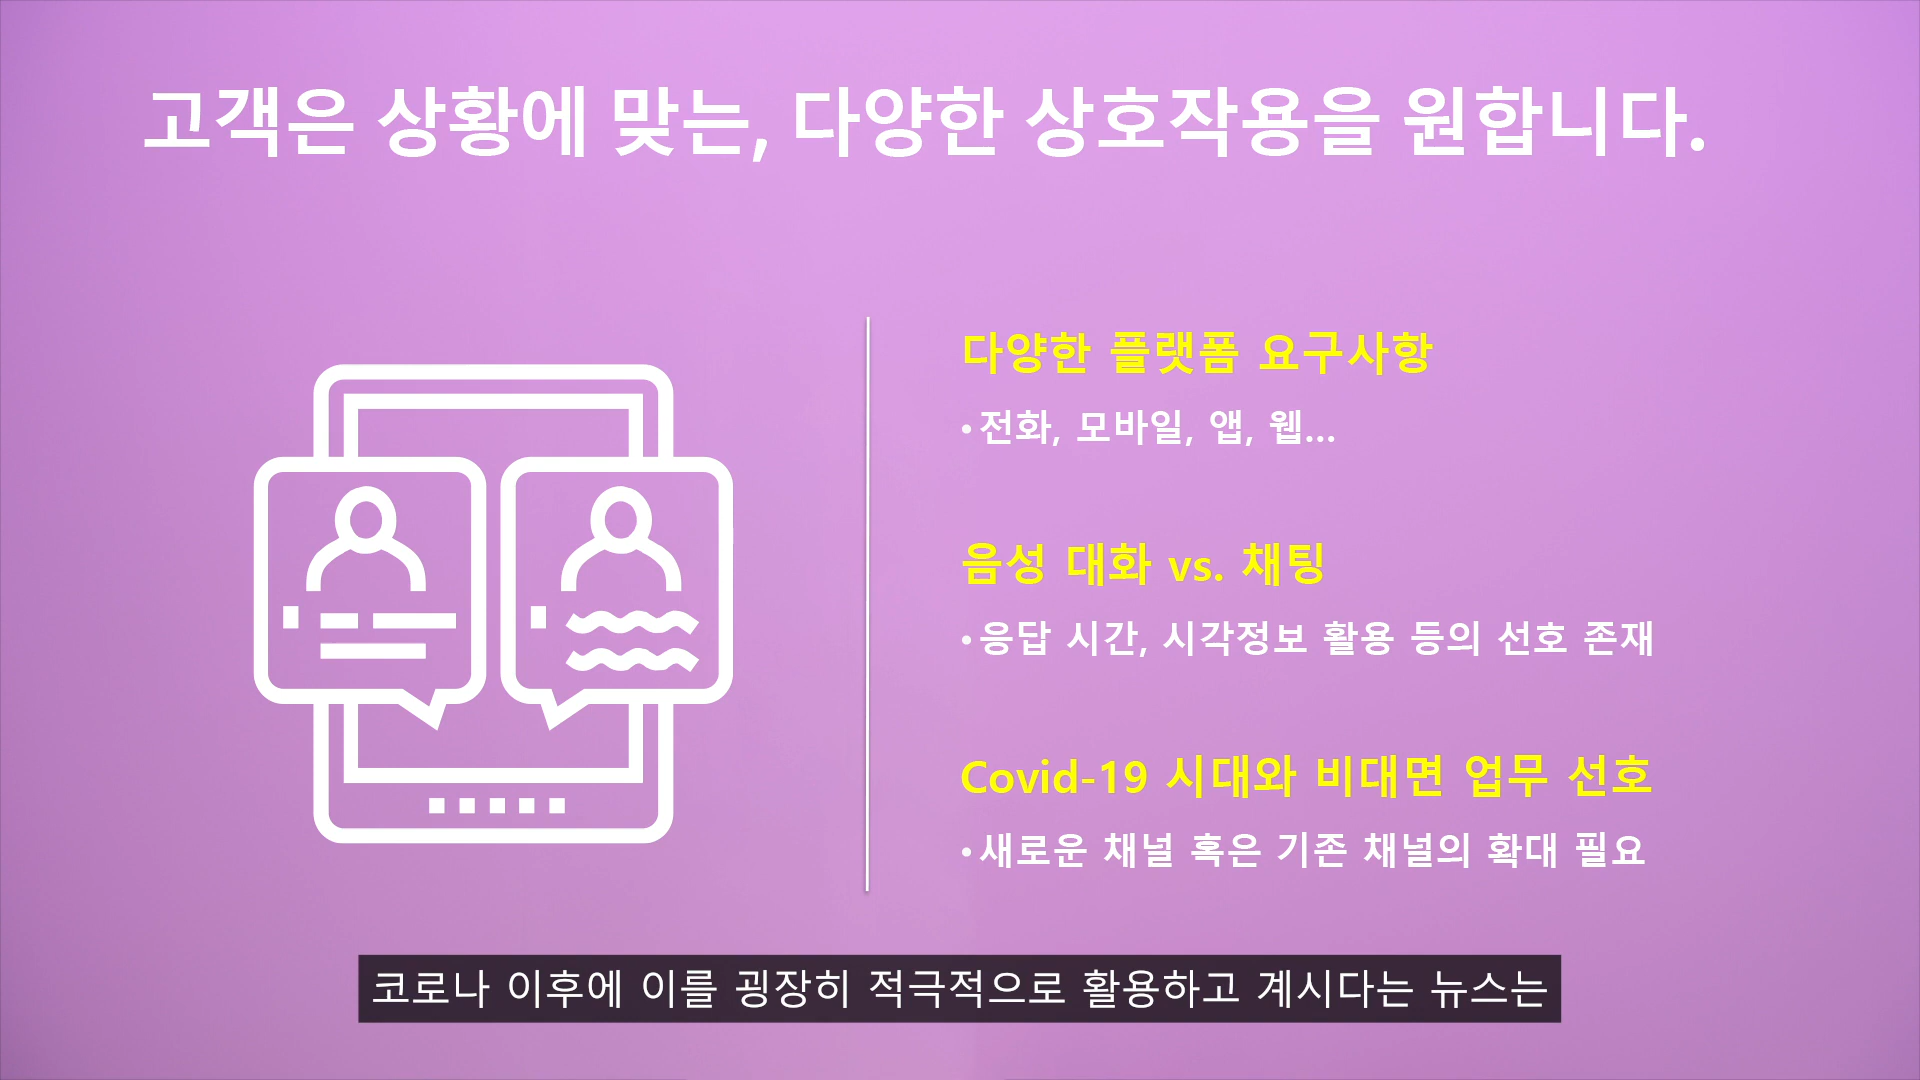 고객은 상황에 맞는, 다양한 상호작용을 원합니다.
다양한 플랫폼 요구사항
• 전화, 모바일, 앱, 웹...
음성 대화 vs. 채팅
• 응답 시간, 시각정보 활용 등의 선호 존재
Covid-19 시대와 비대면 업무 선호
• 새로운 채널 혹은 기존 채널의 확대 필요
코로나 이후에 이를 굉장히 적극적으로 활용하고 계시다는 뉴스는